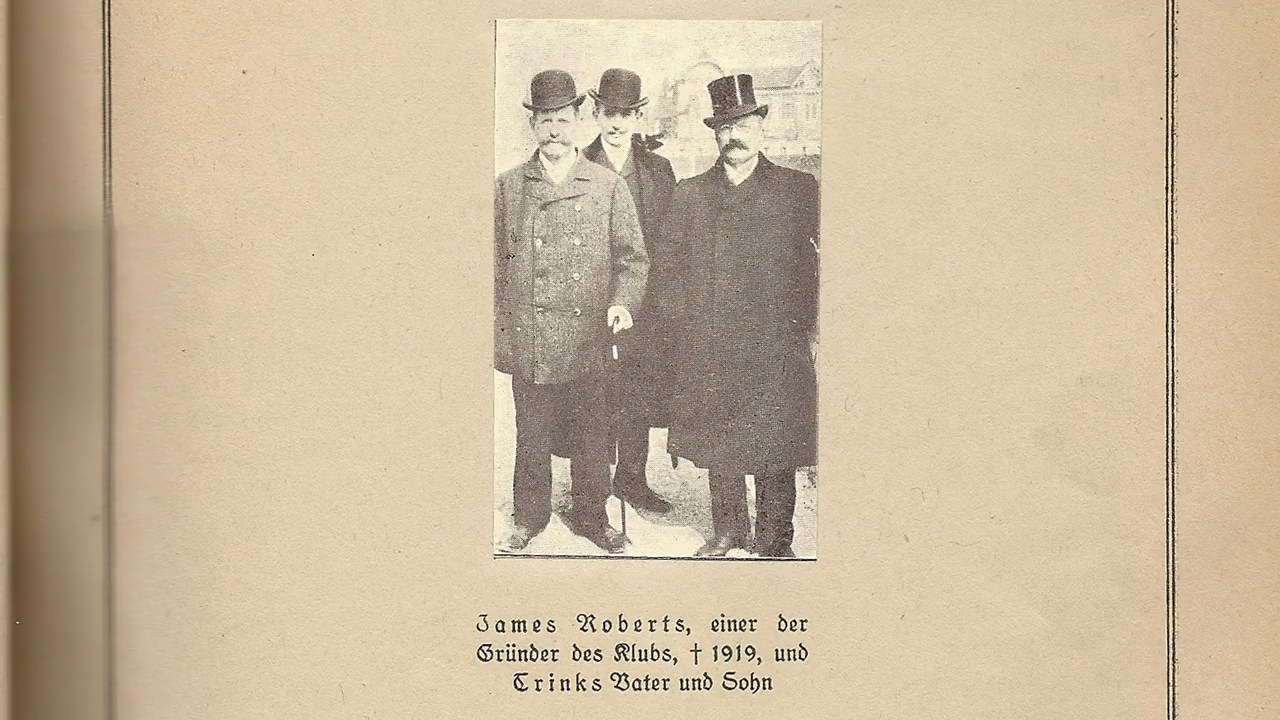 James Roberts, einer der
Gründer des Klubs, † 1919, und
Trinks Vater und Sohn